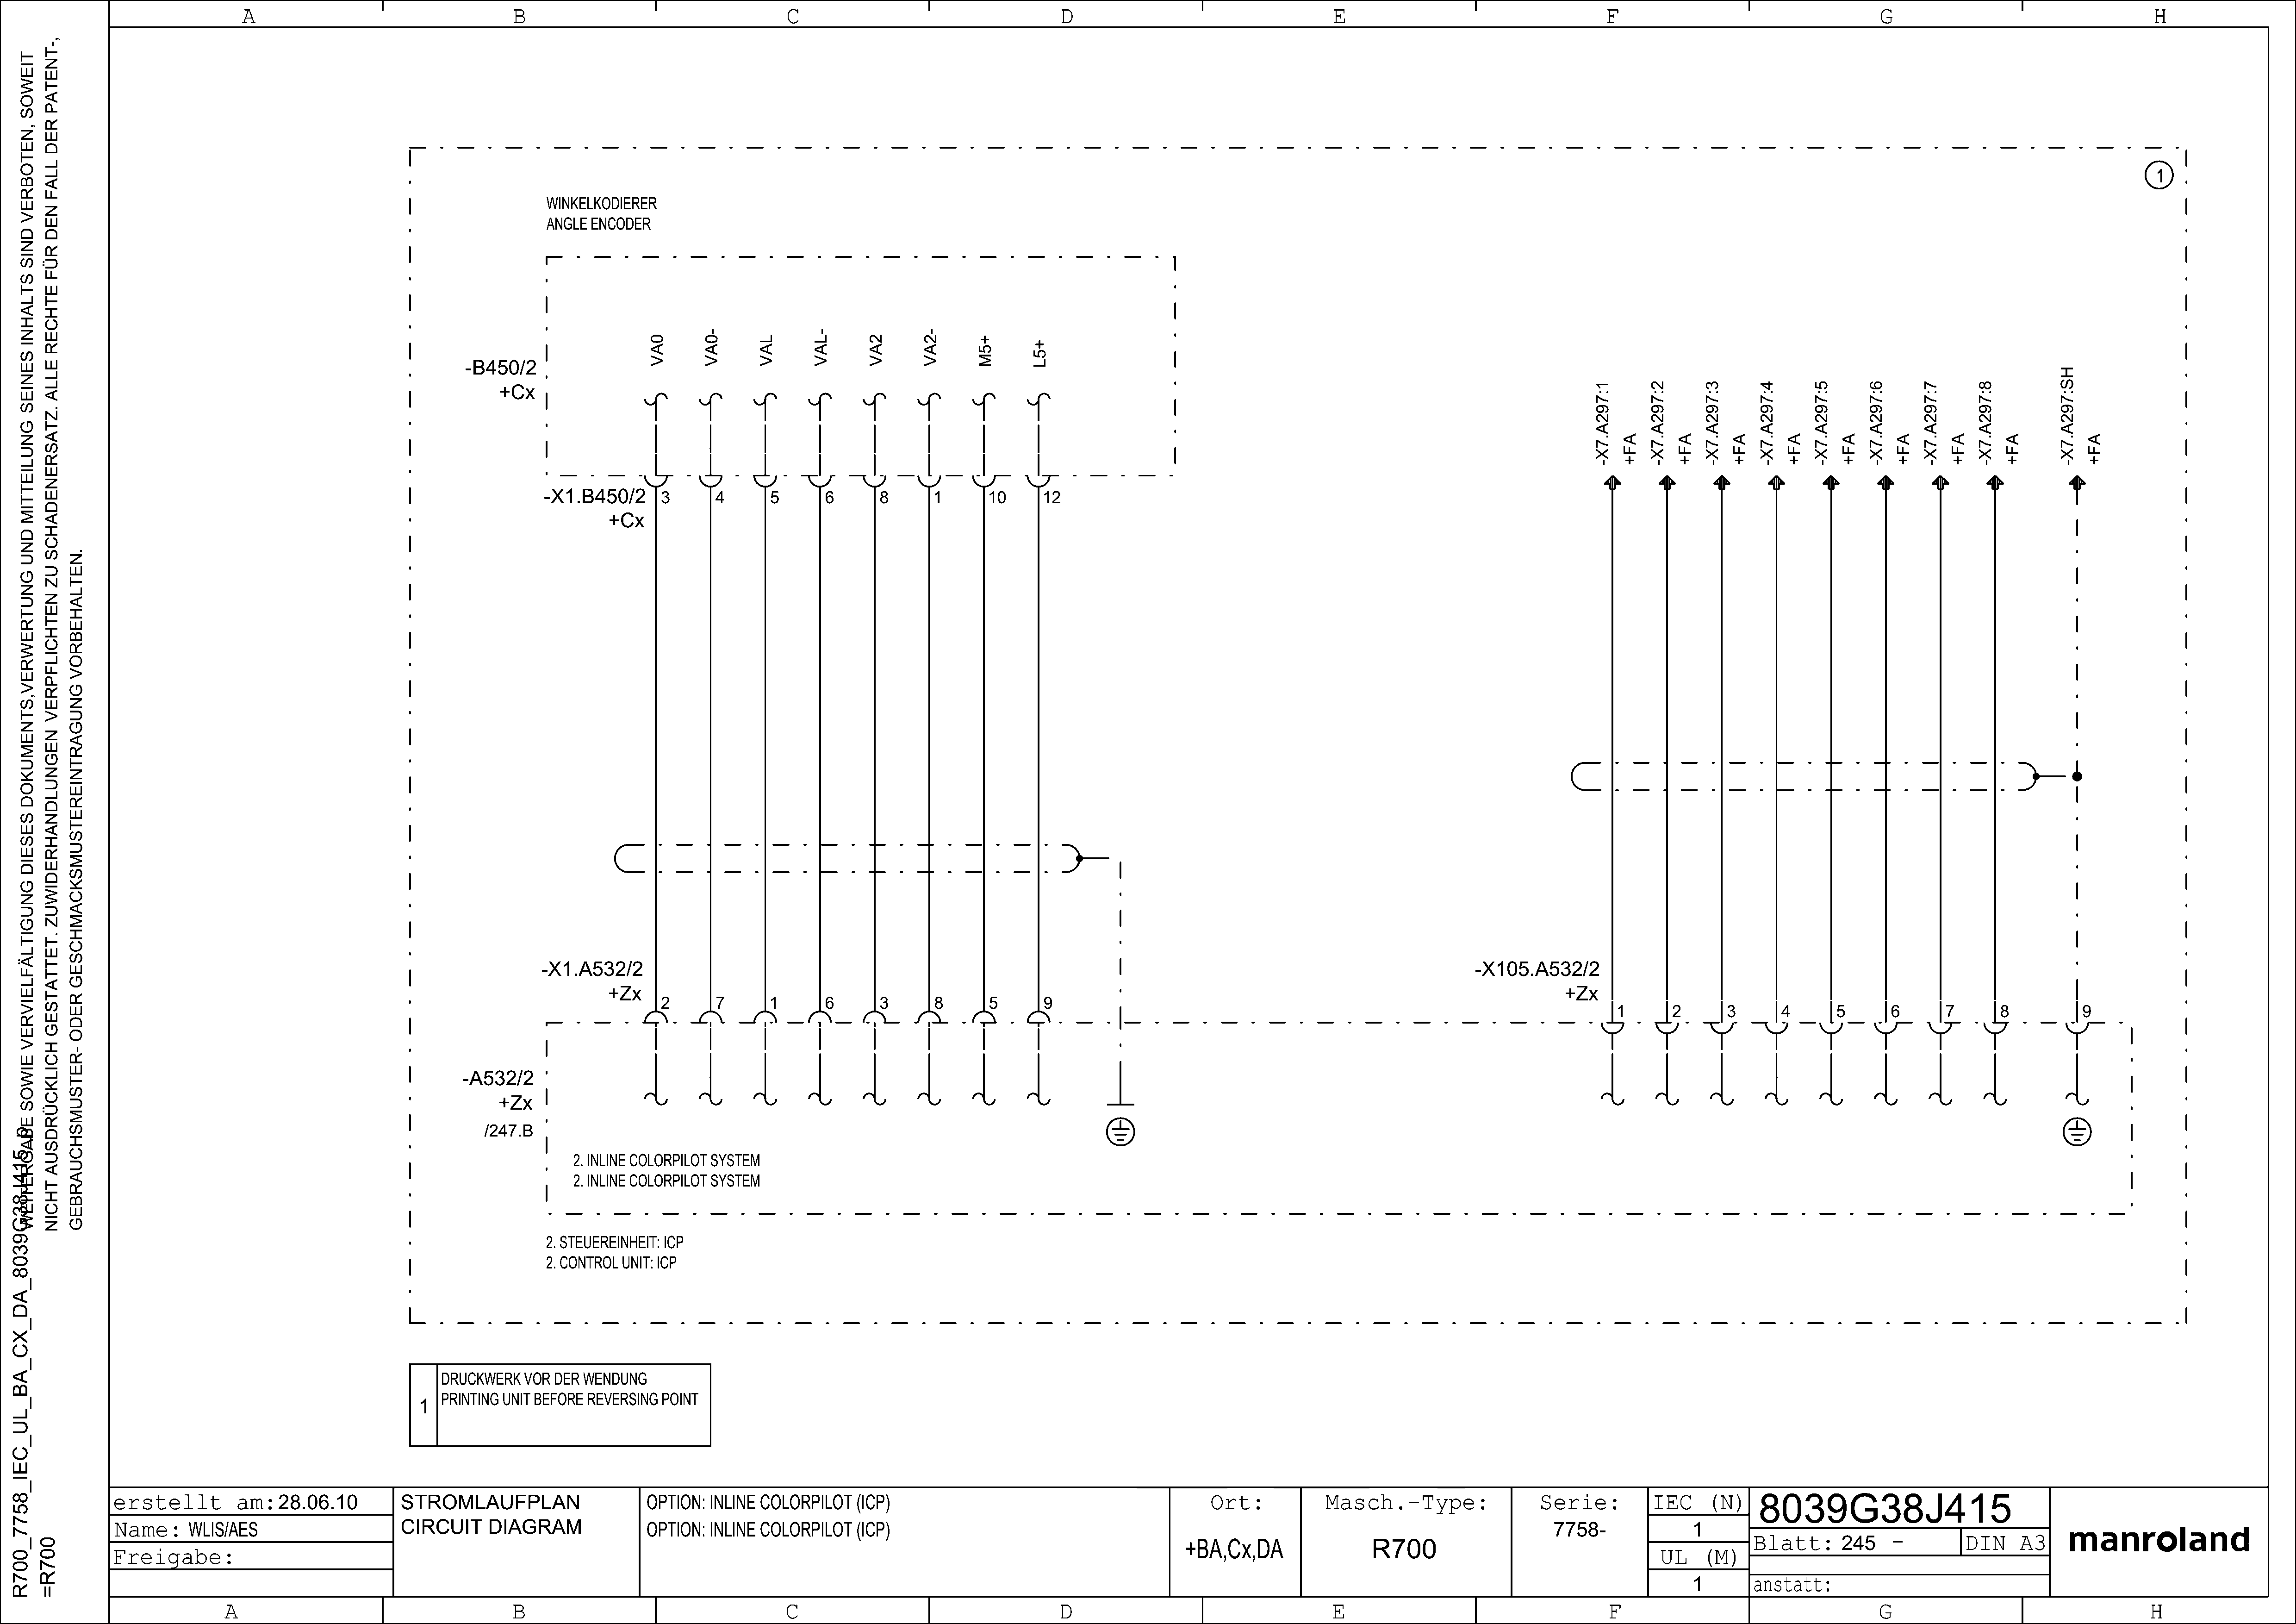 A B C D E F G H
WEITERGABE SOWIE VERVIELFÄLTIGUNG DIESES DOKUMENTS,VERWERTUNG UND MITTEILUNG SEINES INHALTS SIND VERBOTEN, SOWEIT
NICHT AUSDRÜCKLICH GESTATTET. ZUWIDERHANDLUNGEN VERPFLICHTEN ZU SCHADENERSATZ. ALLE RECHTE FÜR DEN FALL DER PATENT-,
GEBRAUCHSMUSTER- ODER GESCHMACKSMUSTEREINTRAGUNG VORBEHALTEN.
R700_7758_IEC_UL_BA_CX_DA_8039G38J415.p
=R700
1
WINKELKODIERER
ANGLE ENCODER
VA0 VA0- VAL VAL- VA2 VA2- M5+ L5+
-B450/2
+Cx
-X7.A297:1 +FA
-X7.A297:2 +FA
-X7.A297:3 +FA
-X7.A297:4 +FA
-X7.A297:5 +FA
-X7.A297:6 +FA
-X7.A297:7 +FA
-X7.A297:8 +FA
-X7.A297:SH +FA
-X1.B450/2 3 4 5 6 8 1 10 12
+Cx
-X1.A532/2
+Zx 2 7 1 6 3 8 5 9
-X105.A532/2
+Zx 1 2 3 4 5 6 7 8 9
-A532/2
+Zx
/247.B
2. INLINE COLORPILOT SYSTEM
2. INLINE COLORPILOT SYSTEM
2. STEUEREINHEIT: ICP
2. CONTROL UNIT: ICP
1
DRUCKWERK VOR DER WENDUNG
PRINTING UNIT BEFORE REVERSING POINT
erstellt am: 28.06.10
Name: WLIS/AES
Freigabe:
STROMLAUFPLAN
CIRCUIT DIAGRAM
OPTION: INLINE COLORPILOT (ICP)
OPTION: INLINE COLORPILOT (ICP)
Ort:
+BA,Cx,DA
Masch.-Type:
R700
Serie:
7758-
IEC (N)
1
UL (M)
1
8039G38J415
Blatt: 245 -
DIN A3
anstatt:
manroland
A B C D E F G H